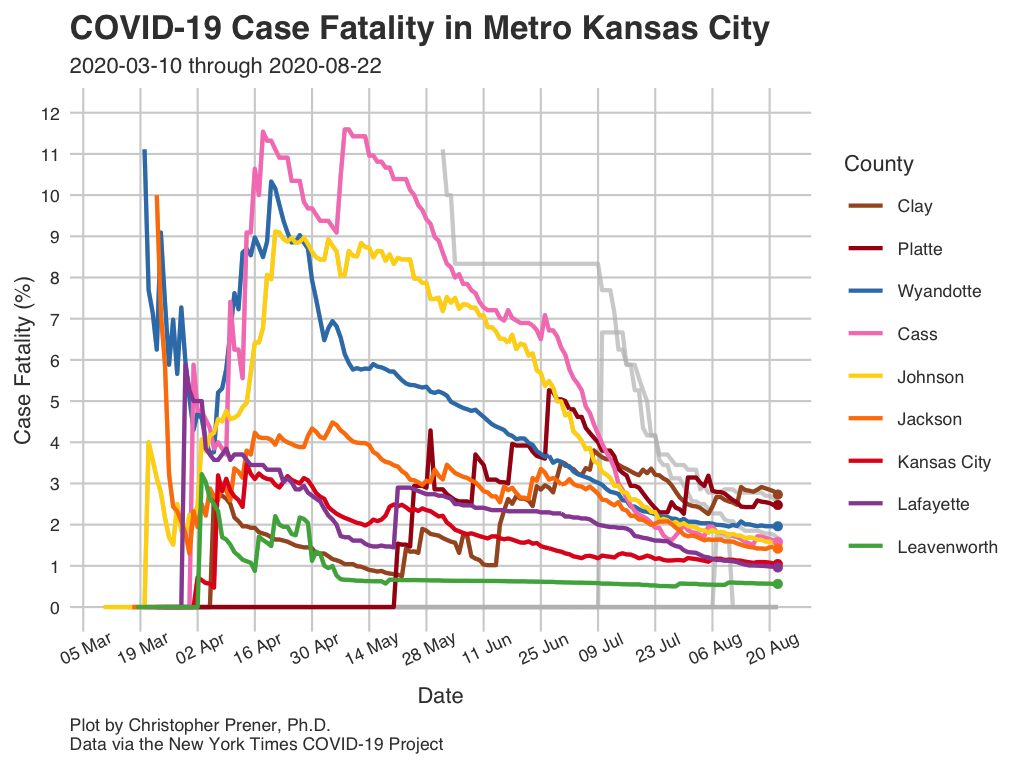 COVID-19 Case Fatality in Metro Kansas City
2020-03-10 through 2020-08-22
Case Fatality (%)
12
11
10
9
8
7
6
5
4
3
2
1
0
05 Mar
19 Mar
02 Apr
16 Apr
30 Apr
14 May
28 May
11 Jun
25 Jun
09 Jul
23 Jul
06 Aug
20 Aug
Date
County
Clay
Platte
Wyandotte
Cass
Johnson
Jackson
Kansas City
Lafayette
Leavenworth
Plot by Christopher Prener, Ph.D.
Data via the New York Times COVID-19 Project